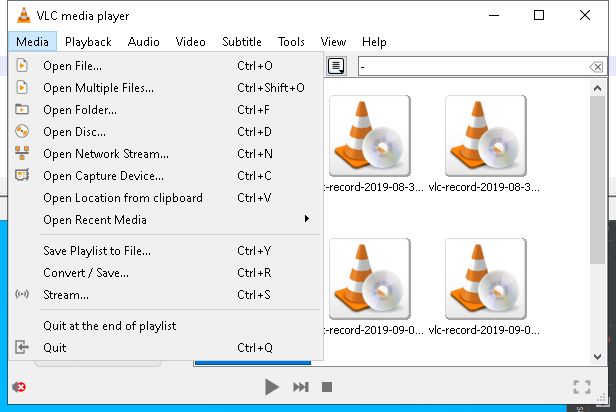 VLC media player
Media Playback Audio Video Subtitle Tools View Help
Open File... Ctrl+O
Open Multiple Files... Ctrl+Shift+O
Open Folder... Ctrl+F
Open Disc... Ctrl+D
Open Network Stream... Ctrl+N
Open Capture Device... Ctrl+C
Open Location from clipboard Ctrl+V
Open Recent Media
Save Playlist to File... Ctrl+Y
Convert / Save... Ctrl+R
Stream... Ctrl+S
Quit at the end of playlist
Quit Ctrl+Q
-
c-record-2019-08-3... vlc-record-2019-08-3...
c-record-2019-09-0... vlc-record-2019-09-0...